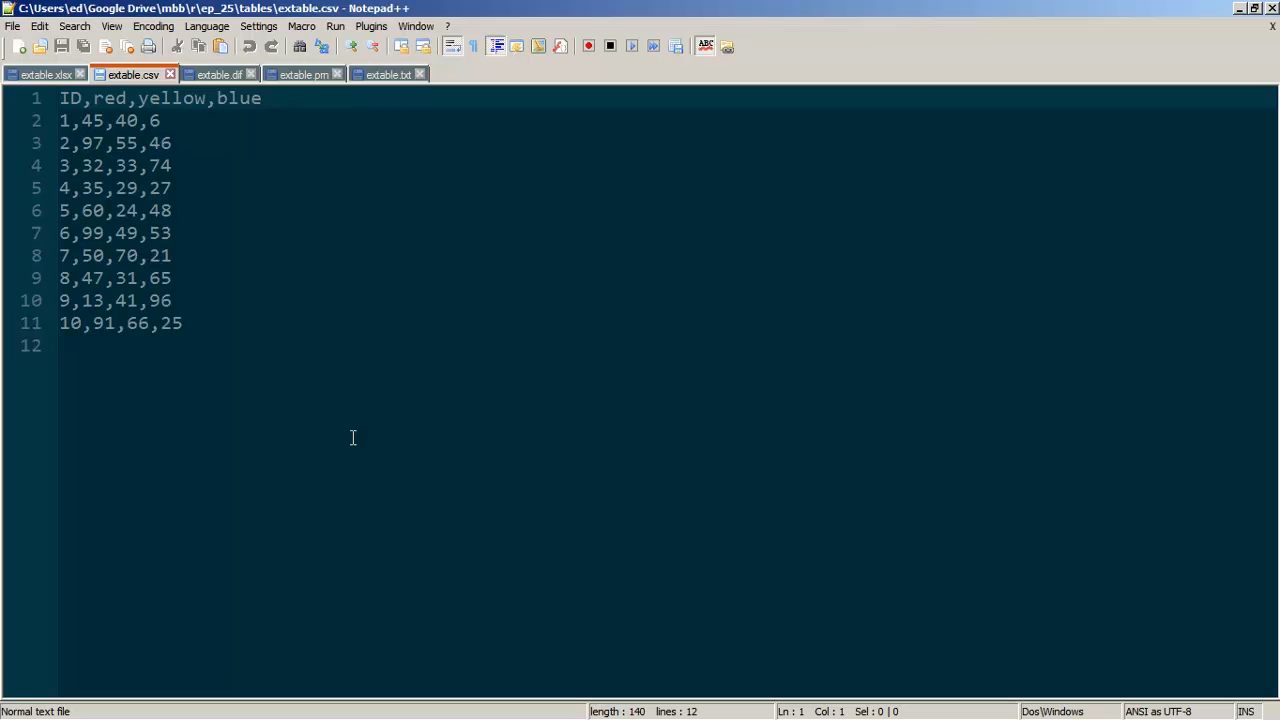 C:\Users\ed\Google Drive\mbb\r\ep_25\tables\extable.csv - Notepad++
File Edit Search View Encoding Language Settings Macro Run Plugins Window ? X
ABC
extable.xlsx extable.csv extable.df extable.prn extable.txt
1 ID,red,yellow,blue
2 1,45,40,6
3 2,97,55,46
4 3,32,33,74
5 4,35,29,27
6 5,60,24,48
7 6,99,49,53
8 7,50,70,21
9 8,47,31,65
10 9,13,41,96
11 10,91,66,25
12
Normal text file length : 140 lines : 12 Ln : 1 Col : 1 Sel : 0 | 0 Dos\Windows ANSI as UTF-8 INS